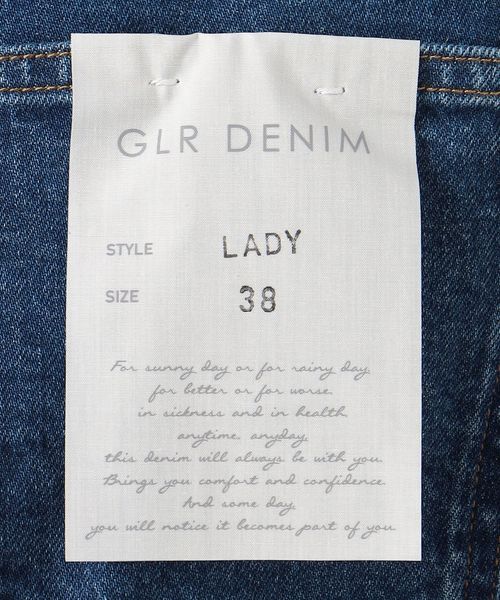 GLR DENIM
STYLE LADY
SIZE 38
For sunny day or for rainy day.
for better or for worse.
in sickness and in health.
anytime. anyday.
this denim will always be with you.
Brings you comfort and confidence.
And some day,
you will notice it becomes part of you.